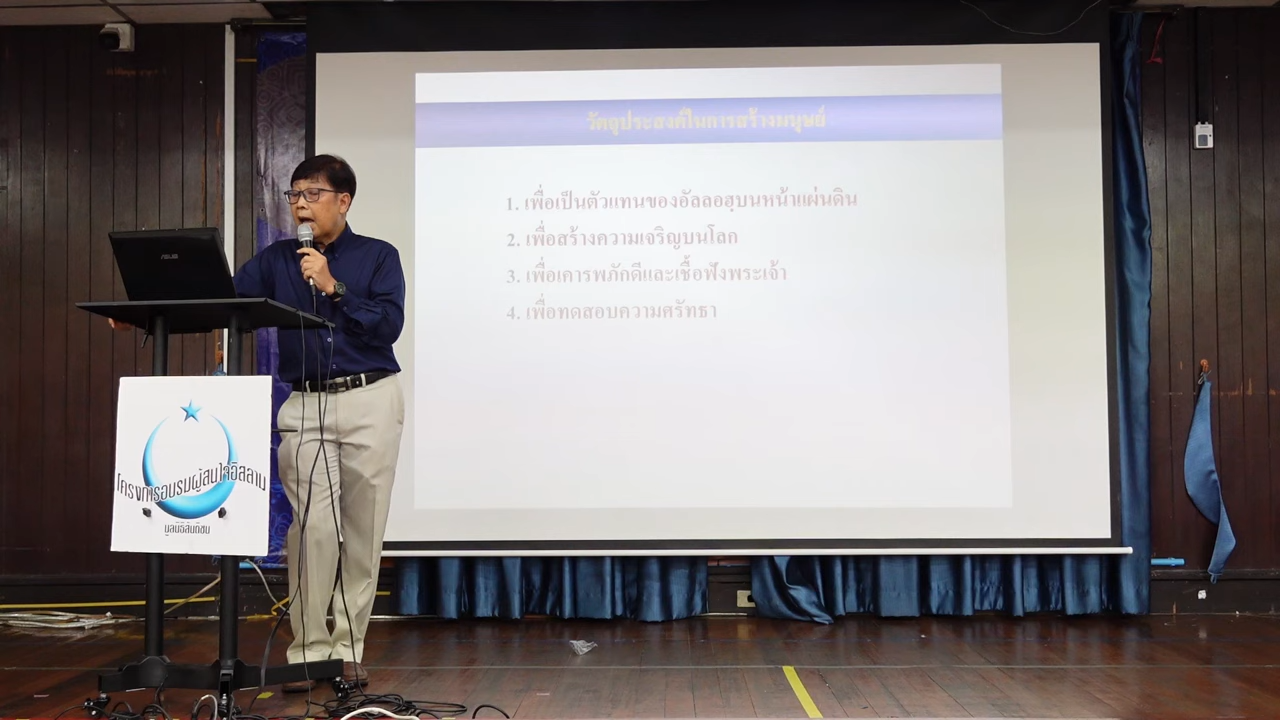 วัตถุประสงค์ในการสร้างมนุษย์
1. เพื่อเป็นตัวแทนของอัลลอฮฺบนหน้าแผ่นดิน
2. เพื่อสร้างความเจริญบนโลก
3. เพื่อเคารพภักดีและเชื้อฟังพระเจ้า
4. เพื่อทดสอบความศรัทธา
ASUS
โครงการอบรมผู้สนใจอิสลาม
มูลนิธิสันติชน